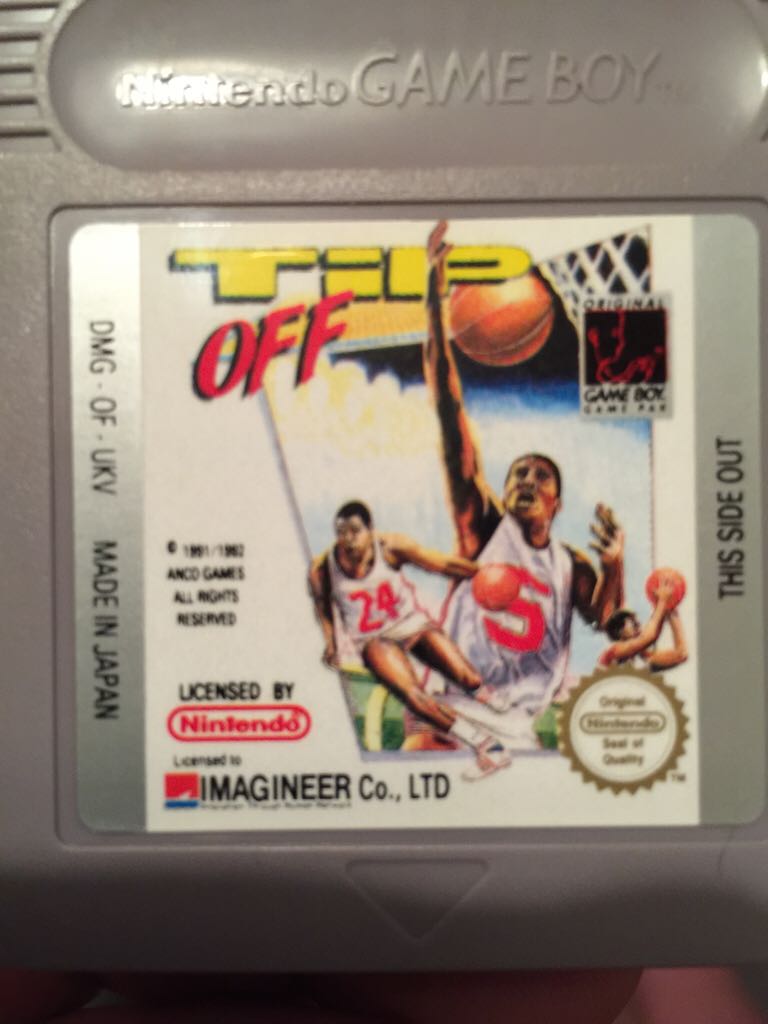 Nintendo GAME BOY TM
TiP
OFF
ORIGINAL
GAME BOY
GAME PAK
DMG - OF - UKV MADE IN JAPAN
THIS SIDE OUT
24
5
© 1991/1992
ANCO GAMES
ALL RIGHTS
RESERVED
LICENSED BY
Nintendo®
Licensed to
IMAGINEER Co., LTD
Original
Nintendo
Seal of
Quality
TM